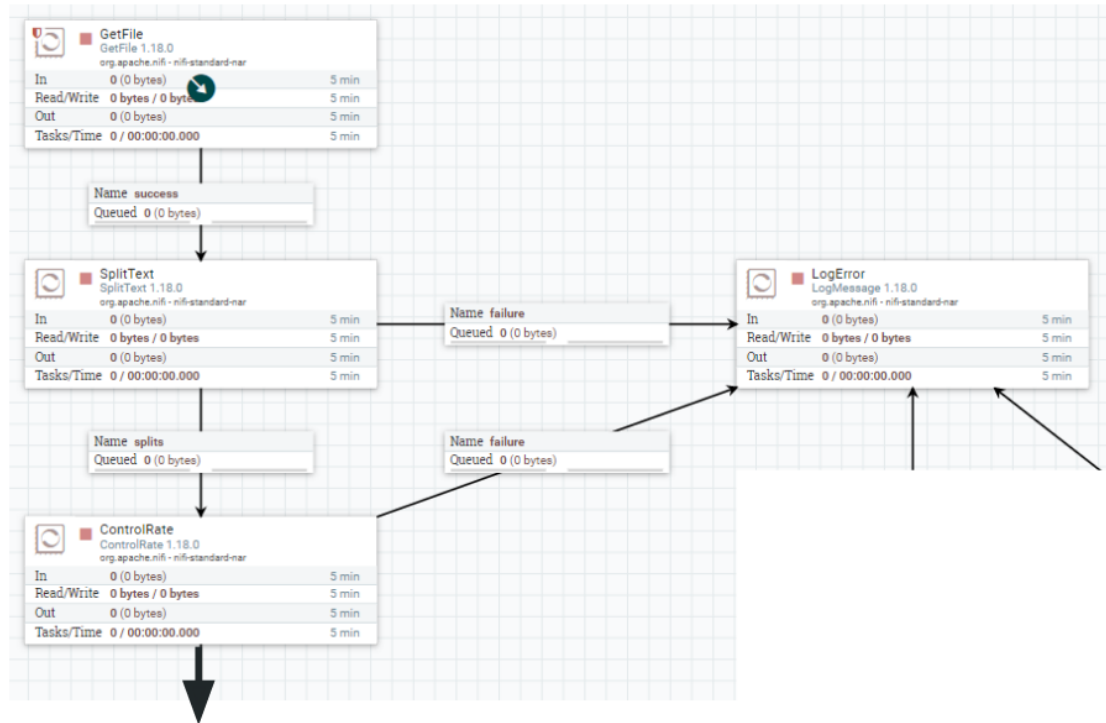 GetFile
GetFile 1.18.0
org.apache.nifi - nifi-standard-nar
In 0 (0 bytes) 5 min
Read/Write 0 bytes / 0 bytes 5 min
Out 0 (0 bytes) 5 min
Tasks/Time 0 / 00:00:00.000 5 min
Name success
Queued 0 (0 bytes)
SplitText
SplitText 1.18.0
org.apache.nifi - nifi-standard-nar
In 0 (0 bytes) 5 min
Read/Write 0 bytes / 0 bytes 5 min
Out 0 (0 bytes) 5 min
Tasks/Time 0 / 00:00:00.000 5 min
Name failure
Queued 0 (0 bytes)
LogError
LogMessage 1.18.0
org.apache.nifi - nifi-standard-nar
In 0 (0 bytes) 5 min
Read/Write 0 bytes / 0 bytes 5 min
Out 0 (0 bytes) 5 min
Tasks/Time 0 / 00:00:00.000 5 min
Name splits
Queued 0 (0 bytes)
Name failure
Queued 0 (0 bytes)
ControlRate
ControlRate 1.18.0
org.apache.nifi - nifi-standard-nar
In 0 (0 bytes) 5 min
Read/Write 0 bytes / 0 bytes 5 min
Out 0 (0 bytes) 5 min
Tasks/Time 0 / 00:00:00.000 5 min